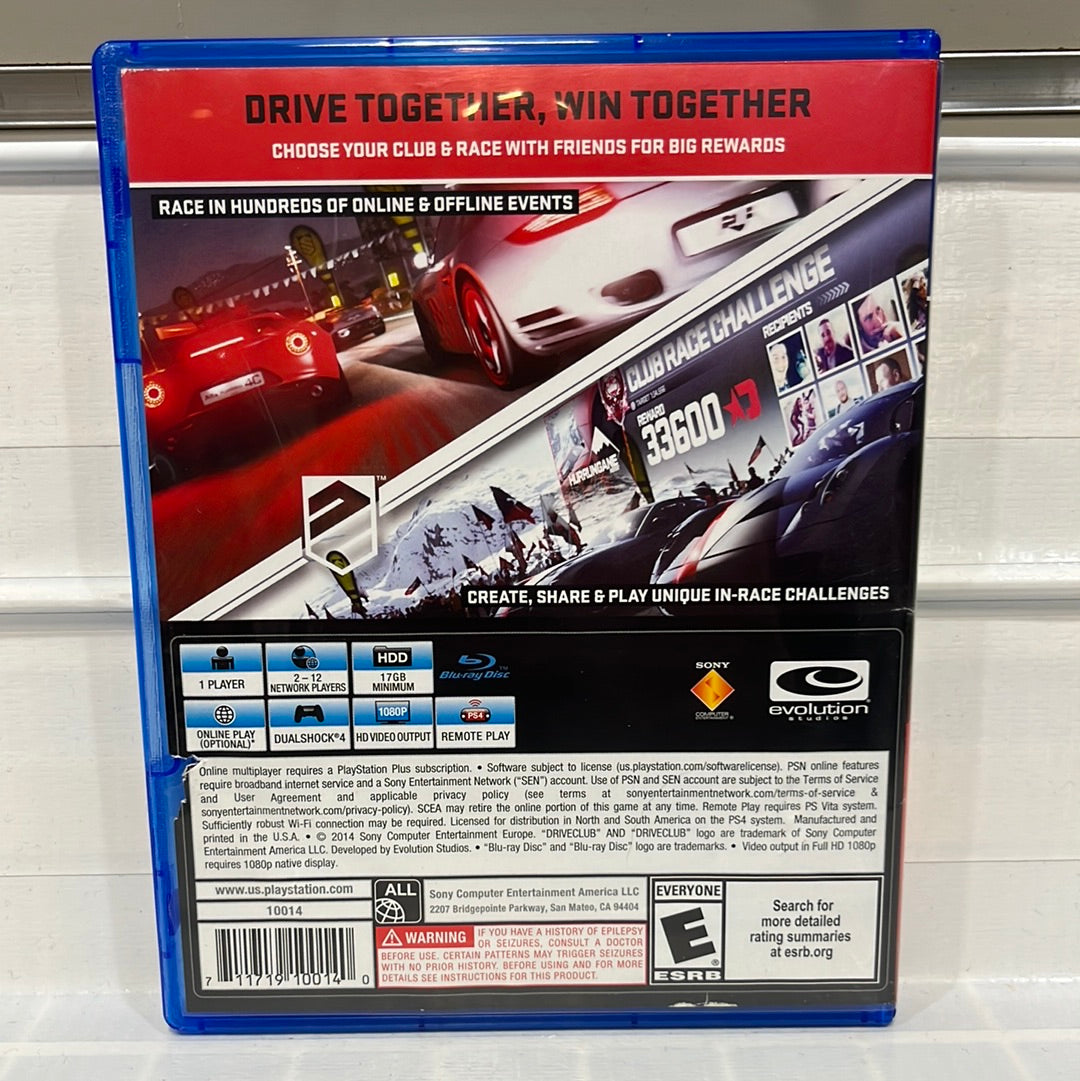 DRIVE TOGETHER, WIN TOGETHER
CHOOSE YOUR CLUB & RACE WITH FRIENDS FOR BIG REWARDS
RACE IN HUNDREDS OF ONLINE & OFFLINE EVENTS
4C
CLUB RACE CHALLENGE
RECIPIENTS
REWARD
33600
HURRUNGANE
TM
CREATE, SHARE & PLAY UNIQUE IN-RACE CHALLENGES
1 PLAYER
2 – 12
NETWORK PLAYERS
HDD
17GB
MINIMUM
Blu-ray Disc™
SONY
COMPUTER
ENTERTAINMENT®
evolution
studios
ONLINE PLAY
(OPTIONAL)*
DUALSHOCK®4
1080P
HD VIDEO OUTPUT
PS4
REMOTE PLAY
Online multiplayer requires a PlayStation Plus subscription. • Software subject to license (us.playstation.com/softwarelicense). PSN online features
require broadband internet service and a Sony Entertainment Network (“SEN”) account. Use of PSN and SEN account are subject to the Terms of Service
and User Agreement and applicable privacy policy (see terms at sonyentertainmentnetwork.com/terms-of-service &
sonyentertainmentnetwork.com/privacy-policy). SCEA may retire the online portion of this game at any time. Remote Play requires PS Vita system.
Sufficiently robust Wi-Fi connection may be required. Licensed for distribution in North and South America on the PS4 system. Manufactured and
printed in the U.S.A. • © 2014 Sony Computer Entertainment Europe. “DRIVECLUB” AND “DRIVECLUB” logo are trademark of Sony Computer
Entertainment America LLC. Developed by Evolution Studios. • “Blu-ray Disc” and “Blu-ray Disc” logo are trademarks. • Video output in Full HD 1080p
requires 1080p native display.
www.us.playstation.com
10014
7 11719 10014 0
ALL
Sony Computer Entertainment America LLC
2207 Bridgepointe Parkway, San Mateo, CA 94404
WARNING IF YOU HAVE A HISTORY OF EPILEPSY
OR SEIZURES, CONSULT A DOCTOR
BEFORE USE. CERTAIN PATTERNS MAY TRIGGER SEIZURES
WITH NO PRIOR HISTORY. BEFORE USING AND FOR MORE
DETAILS SEE INSTRUCTIONS FOR THIS PRODUCT.
EVERYONE
E®
ESRB
Search for
more detailed
rating summaries
at esrb.org